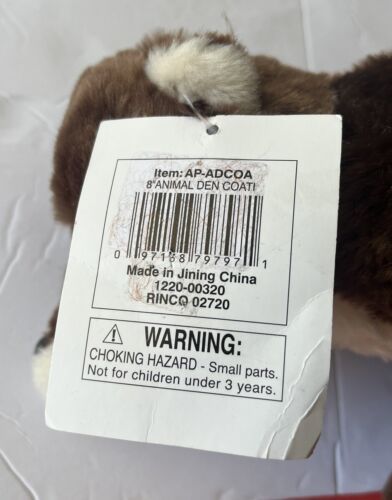 Item: AP-ADCOA
8"ANIMAL DEN COATI
0 97138 79797 1
Made in Jining China
1220-00320
RINCO 02720
WARNING:
CHOKING HAZARD - Small parts.
Not for children under 3 years.